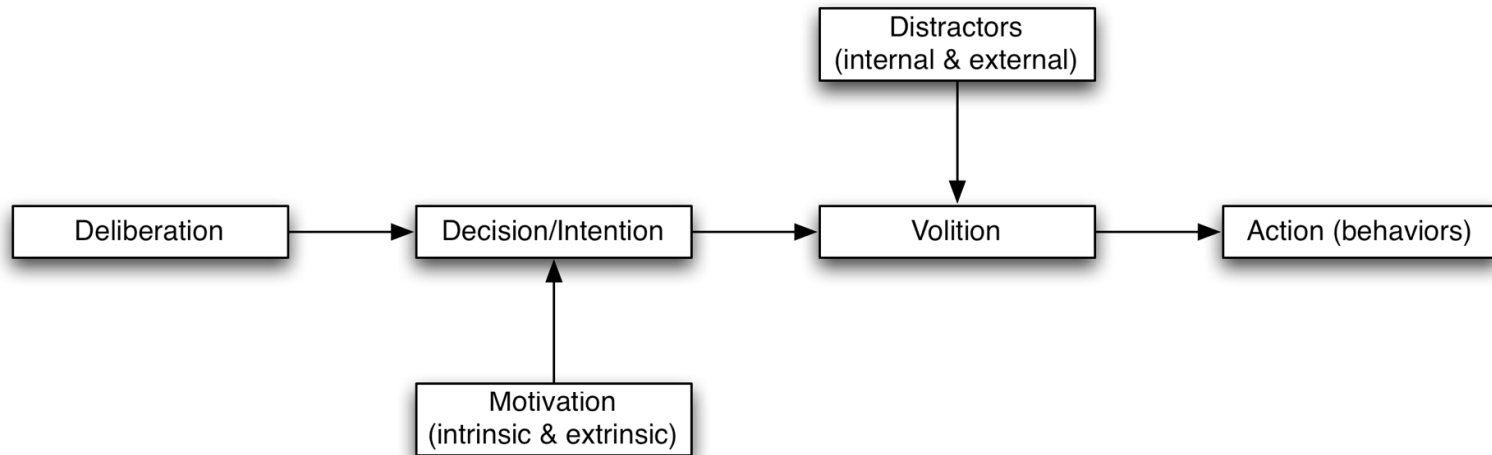 Distractors
(internal & external)
Deliberation
Decision/Intention
Volition
Action (behaviors)
Motivation
(intrinsic & extrinsic)